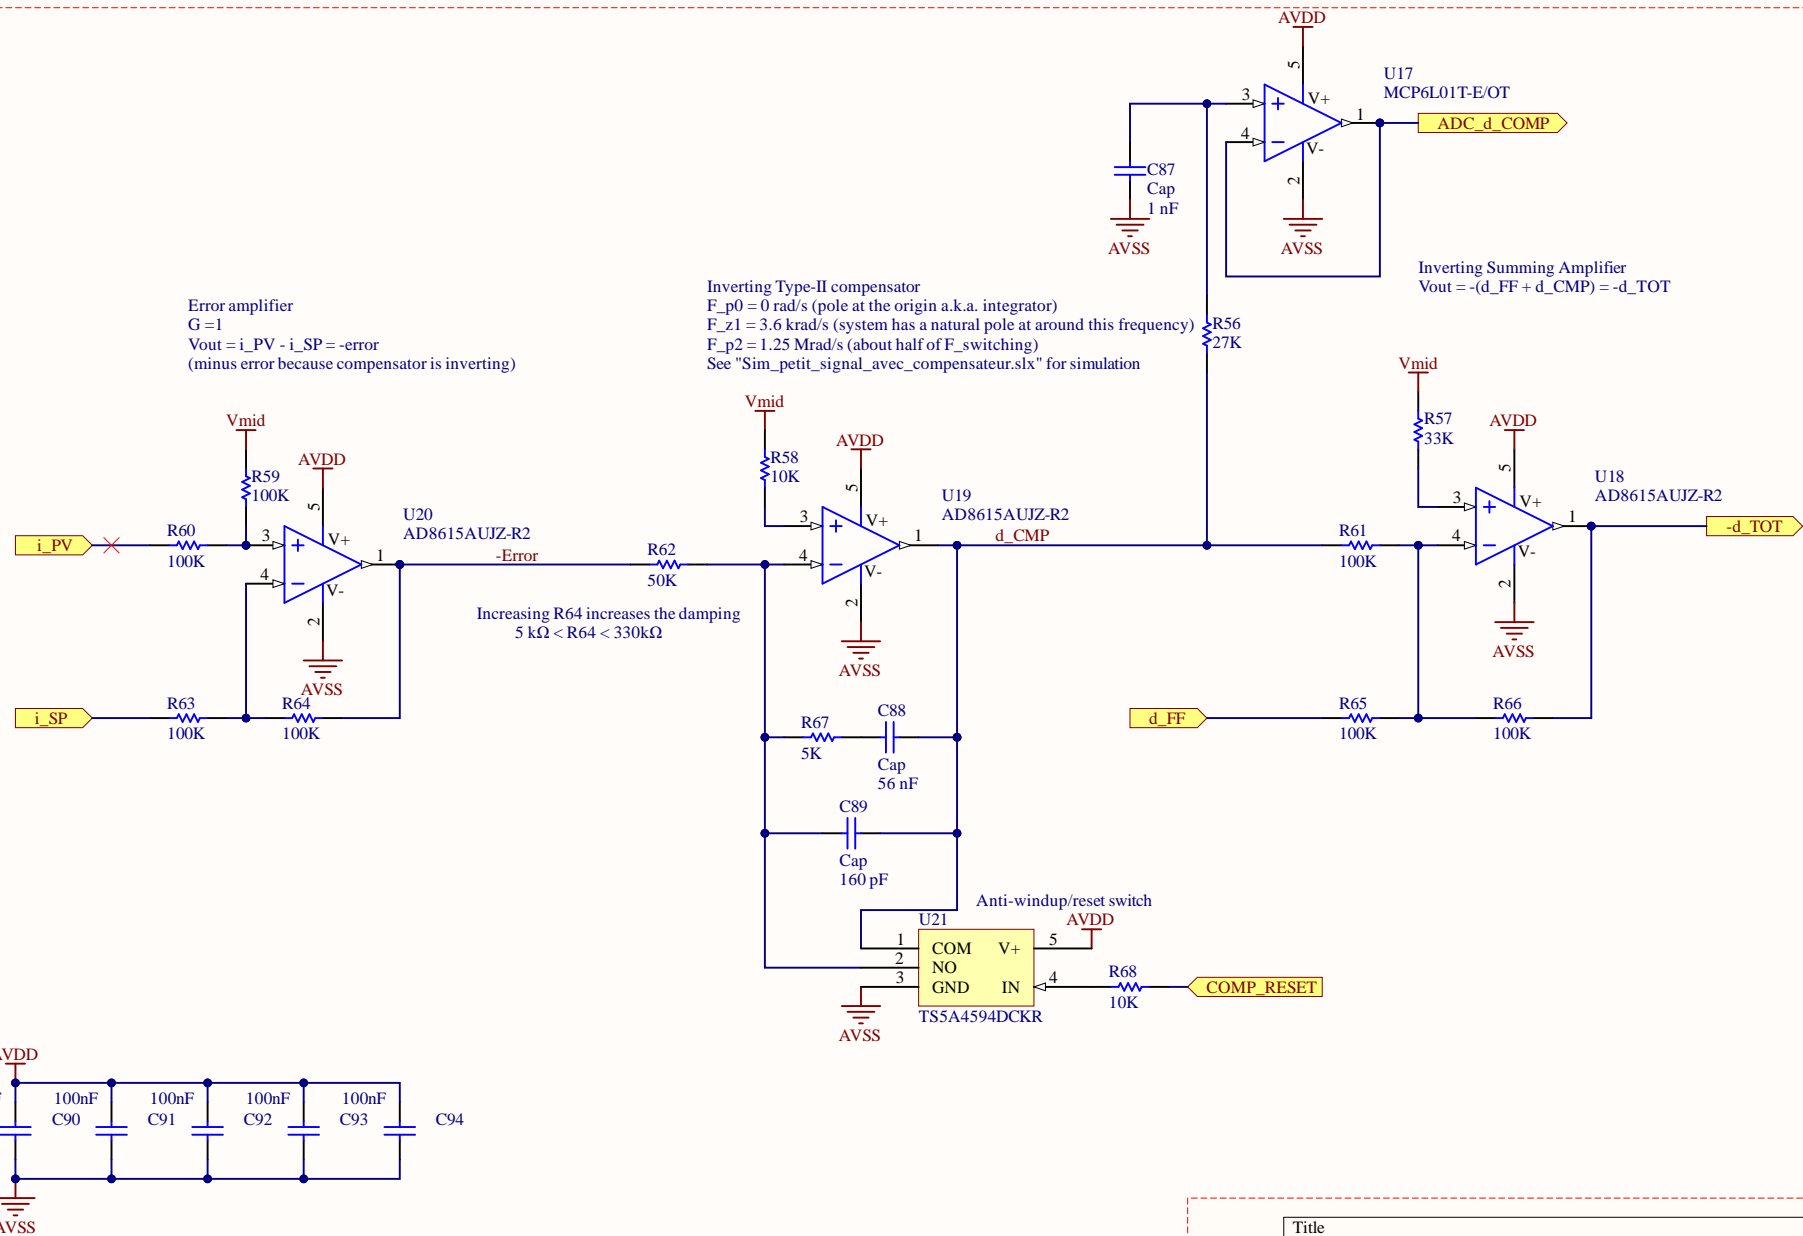 AVDD
5
U17
MCP6L01T-E/OT
3
V+
1
ADC_d_COMP
4
V-
2
C87
Cap
1 nF
AVSS
AVSS
Inverting Summing Amplifier
Vout = -(d_FF + d_CMP) = -d_TOT
Error amplifier
G =1
Vout = i_PV - i_SP = -error
(minus error because compensator is inverting)
Inverting Type-II compensator
F_p0 = 0 rad/s (pole at the origin a.k.a. integrator)
F_z1 = 3.6 krad/s (system has a natural pole at around this frequency)
F_p2 = 1.25 Mrad/s (about half of F_switching)
See "Sim_petit_signal_avec_compensateur.slx" for simulation
R56
27K
Vmid
R59
100K
AVDD
5
i_PV
R60
100K
3
V+
4
V-
1
2
U20
AD8615AUJZ-R2
-Error
AVSS
i_SP
R63
100K
R64
100K
Increasing R64 increases the damping
5 kΩ < R64 < 330kΩ
R62
50K
Vmid
R58
10K
AVDD
5
3
V+
4
V-
1
2
U19
AD8615AUJZ-R2
d_CMP
AVSS
R67
5K
C88
Cap
56 nF
C89
Cap
160 pF
Anti-windup/reset switch
U21
AVDD
1
COM
V+
5
2
NO
3
GND
IN
4
R68
10K
COMP_RESET
AVSS
TS5A4594DCKR
Vmid
R57
33K
AVDD
5
U18
AD8615AUJZ-R2
3
V+
4
V-
1
2
-d_TOT
R61
100K
AVSS
d_FF
R65
100K
R66
100K
AVDD
100nF
100nF
100nF
100nF
C90
C91
C92
C93
C94
AVSS
Title